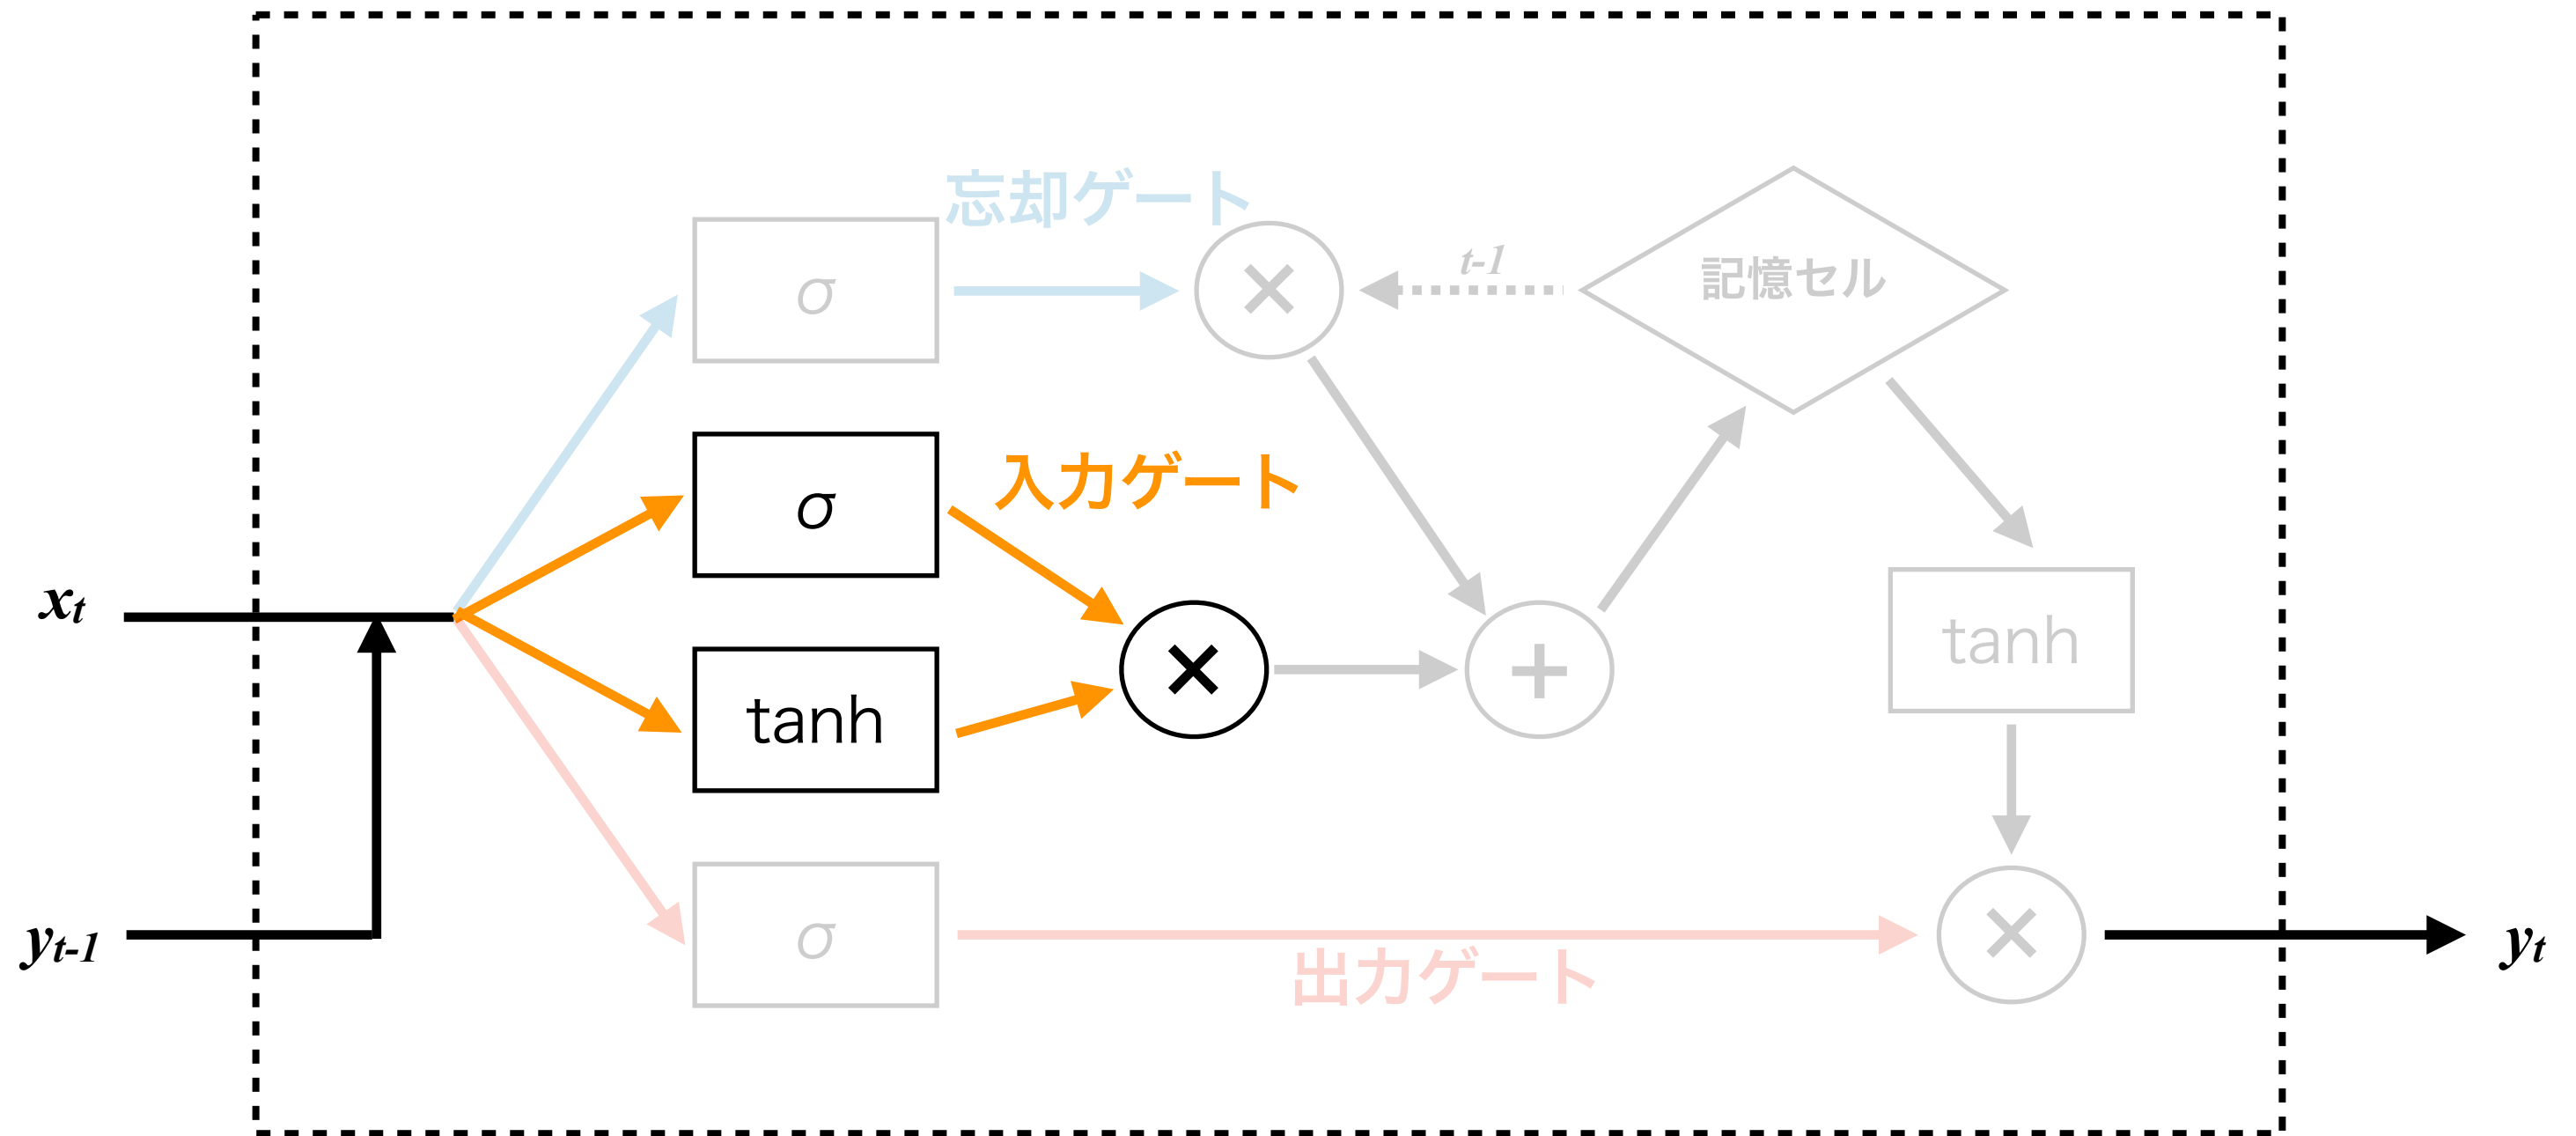 忘却ゲート
σ
×
t-1
記憶セル
入力ゲート
σ
xt
tanh
×
+
tanh
yt-1
σ
出力ゲート
×
yt